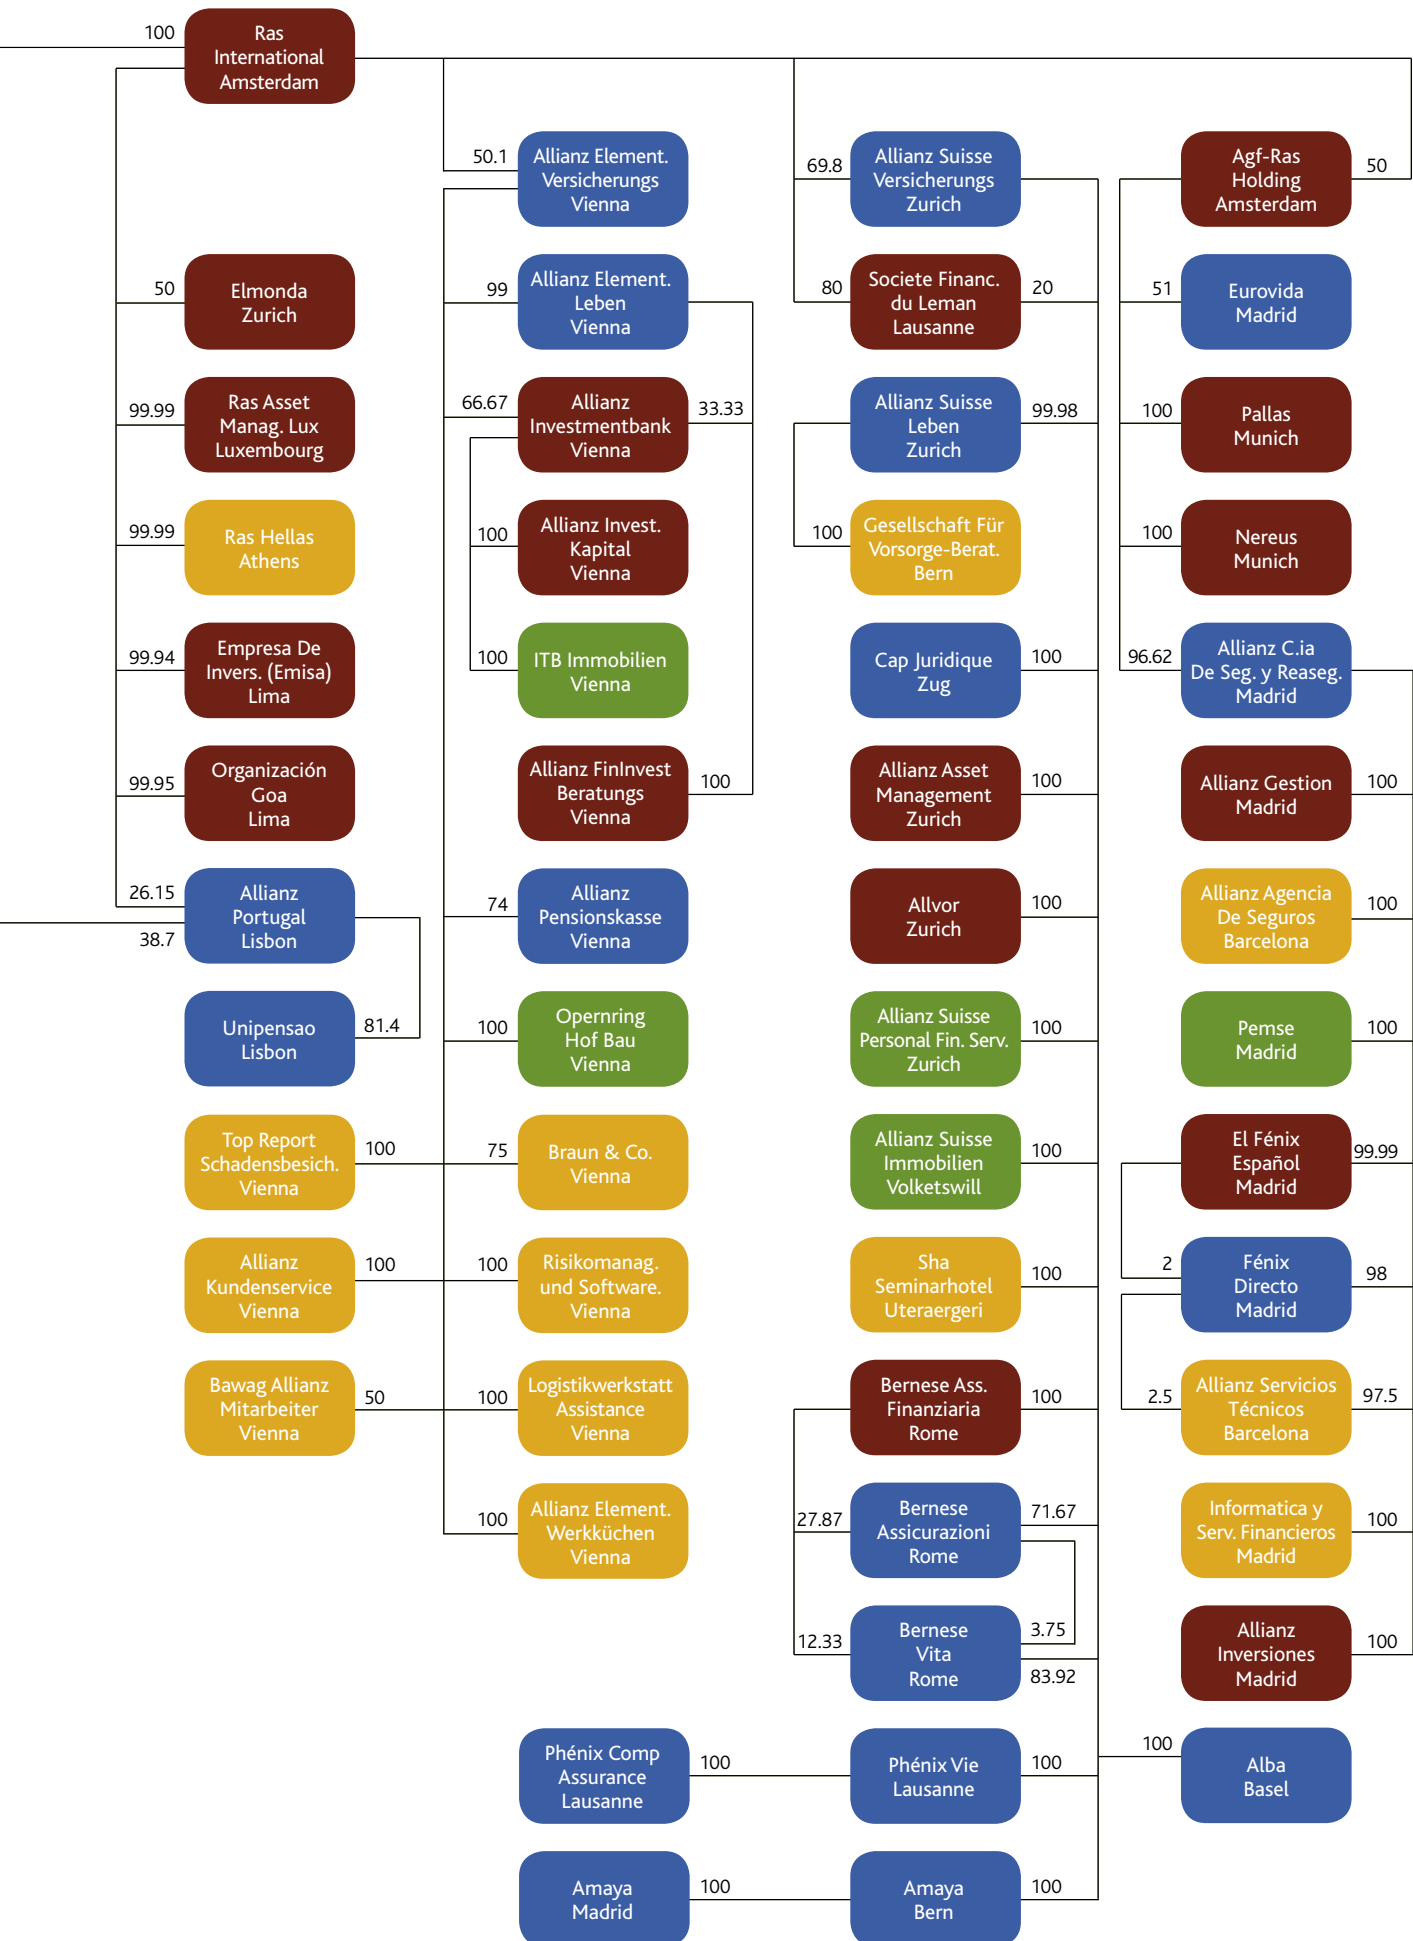 100
Ras
International
Amsterdam
50.1
Allianz Element.
Versicherungs
Vienna
69.8
Allianz Suisse
Versicherungs
Zurich
Agf-Ras
Holding
Amsterdam
50
50
Elmonda
Zurich
99
Allianz Element.
Leben
Vienna
80
Societe Financ.
du Leman
Lausanne
20
51
Eurovida
Madrid
99.99
Ras Asset
Manag. Lux
Luxembourg
66.67
Allianz
Investmentbank
Vienna
33.33
Allianz Suisse
Leben
Zurich
99.98
100
Pallas
Munich
99.99
Ras Hellas
Athens
100
Allianz Invest.
Kapital
Vienna
100
Gesellschaft Für
Vorsorge-Berat.
Bern
100
Nereus
Munich
99.94
Empresa De
Invers. (Emisa)
Lima
100
ITB Immobilien
Vienna
Cap Juridique
Zug
100
96.62
Allianz C.ia
De Seg. y Reaseg.
Madrid
99.95
Organización
Goa
Lima
Allianz FinInvest
Beratungs
Vienna
100
Allianz Asset
Management
Zurich
100
Allianz Gestion
Madrid
100
26.15
38.7
Allianz
Portugal
Lisbon
74
Allianz
Pensionskasse
Vienna
Allvor
Zurich
100
Allianz Agencia
De Seguros
Barcelona
100
Unipensao
Lisbon
81.4
100
Opernring
Hof Bau
Vienna
Allianz Suisse
Personal Fin. Serv.
Zurich
100
Pemse
Madrid
100
Top Report
Schadensbesich.
Vienna
100
75
Braun & Co.
Vienna
Allianz Suisse
Immobilien
Volketswill
100
El Fénix
Español
Madrid
99.99
Allianz
Kundenservice
Vienna
100
100
Risikomanag.
und Software.
Vienna
Sha
Seminarhotel
Uteraergeri
100
2
Fénix
Directo
Madrid
98
Bawag Allianz
Mitarbeiter
Vienna
50
100
Logistikwerkstatt
Assistance
Vienna
Bernese Ass.
Finanziaria
Rome
100
2.5
Allianz Servicios
Técnicos
Barcelona
97.5
100
Allianz Element.
Werkküchen
Vienna
27.87
Bernese
Assicurazioni
Rome
71.67
Informatica y
Serv. Financieros
Madrid
100
12.33
Bernese
Vita
Rome
3.75
83.92
Allianz
Inversiones
Madrid
100
Phénix Comp
Assurance
Lausanne
100
Phénix Vie
Lausanne
100
100
Alba
Basel
Amaya
Madrid
100
Amaya
Bern
100